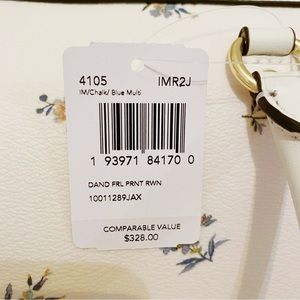 4105 IMR2J
IM/Chalk/ Blue Multi
1 93971 84170 0
DAND FRL PRNT RWN
10011289JAX
COMPARABLE VALUE
$328.00